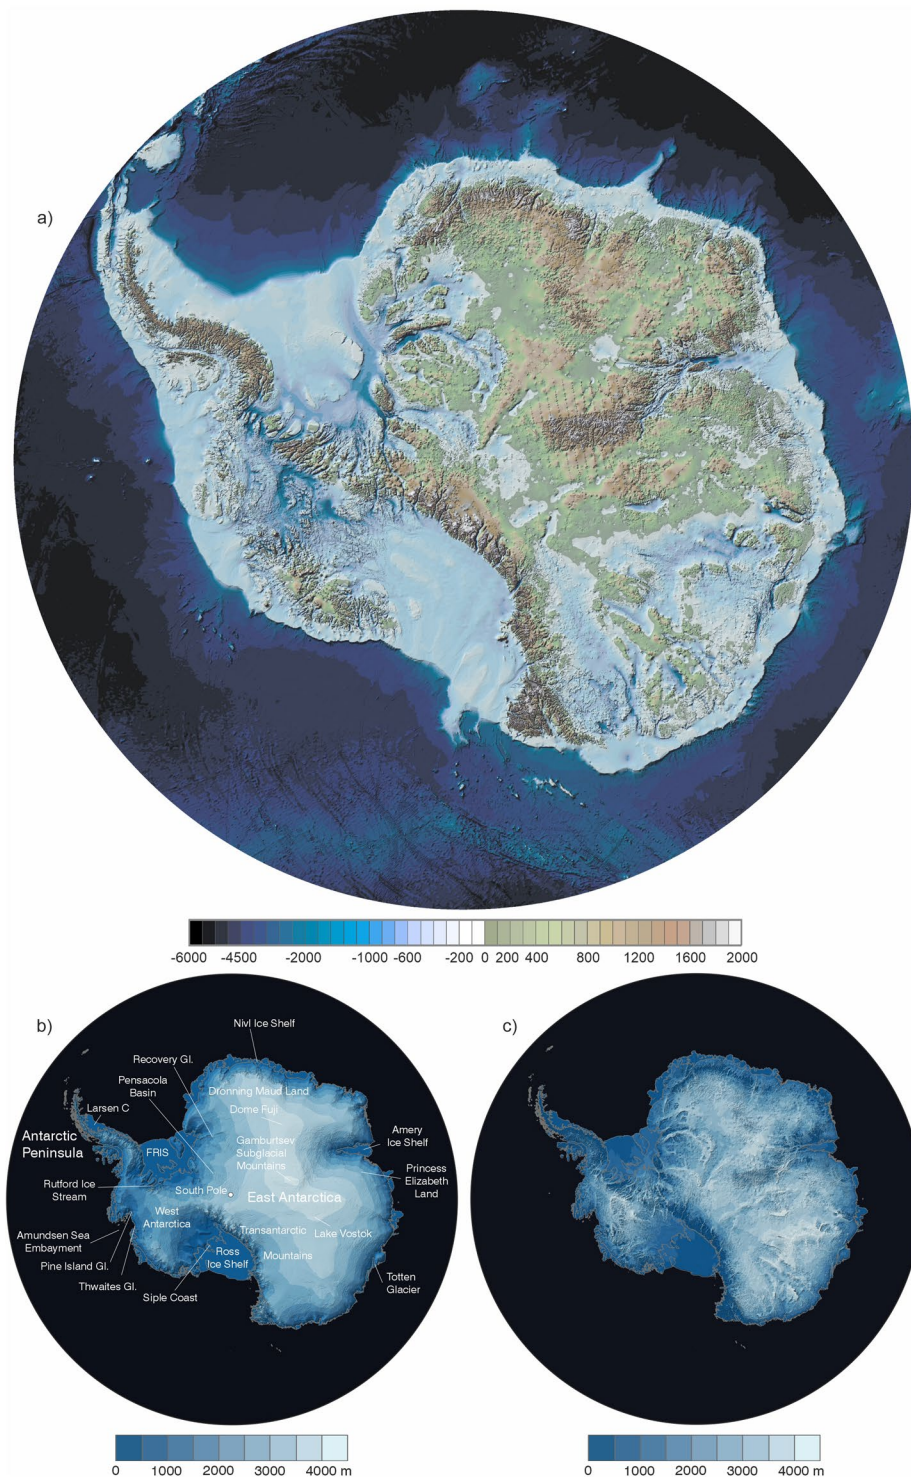 a)
-6000 -4500 -2000 -1000 -600 -200 0 200 400 800 1200 1600 2000
b)
Nivl Ice Shelf
Recovery Gl.
Pensacola
Basin
Dronning Maud Land
Dome Fuji
Larsen C
Antarctic
Peninsula
FRIS
Gamburtsev
Subglacial
Mountains
Amery
Ice Shelf
Rutford Ice
Stream
South Pole
East Antarctica
Princess
Elizabeth
Land
West
Antarctica
Amundsen Sea
Embayment
Transantarctic
Mountains
Lake Vostok
Pine Island Gl.
Ross
Ice Shelf
Thwaites Gl.
Siple Coast
Totten
Glacier
0 1000 2000 3000 4000 m
c)
0 1000 2000 3000 4000 m